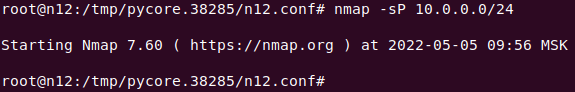 root@n12:/tmp/pycore.38285/n12.conf# nmap -sP 10.0.0.0/24
Starting Nmap 7.60 ( https://nmap.org ) at 2022-05-05 09:56 MSK
root@n12:/tmp/pycore.38285/n12.conf#